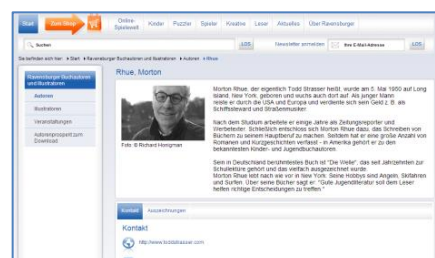 Start
Zum Shop
Online-Spielewelt
Kinder
Puzzler
Spieler
Kreative
Leser
Aktuelles
Über Ravensburger
Suchen
LOS
Newsletter anmelden
Ihre E-Mail-Adresse
LOS
Sie befinden sich hier: Start Ravensburger Buchautoren und Illustratoren Autoren Rhue
Ravensburger Buchautoren und Illustratoren
Autoren
Illustratoren
Veranstaltungen
Autorenprospekt zum Download
Rhue, Morton
Foto: © Richard Honigman
Morton Rhue, der eigentlich Todd Strasser heißt, wurde am 5. Mai 1950 auf Long
Island, New York, geboren und wuchs auch dort auf. Als junger Mann
reiste er durch die USA und Europa und verdiente sich sein Geld z. B. als
Schiffssteward und Straßenmusiker.
Nach dem Studium arbeitete er einige Jahre als Zeitungsreporter und
Werbetexter. Schließlich entschloss sich Morton Rhue dazu, das Schreiben von
Büchern zu seinem Hauptberuf zu machen. Seitdem hat er eine große Anzahl von
Romanen und Kurzgeschichten verfasst - in Amerika gehört er zu den
bekanntesten Kinder- und Jugendbuchautoren.
Sein in Deutschland berühmtestes Buch ist "Die Welle", das seit Jahrzehnten zur
Schullektüre gehört und das vielfach ausgezeichnet wurde.
Morton Rhue lebt nach wie vor in New York. Seine Hobbys sind Angeln, Skifahren
und Surfen. Über seine Bücher sagt er: "Gute Jugendliteratur soll dem Leser
helfen richtige Entscheidungen zu treffen."
Kontakt
Auszeichnungen
Kontakt
http://www.toddstrasser.com